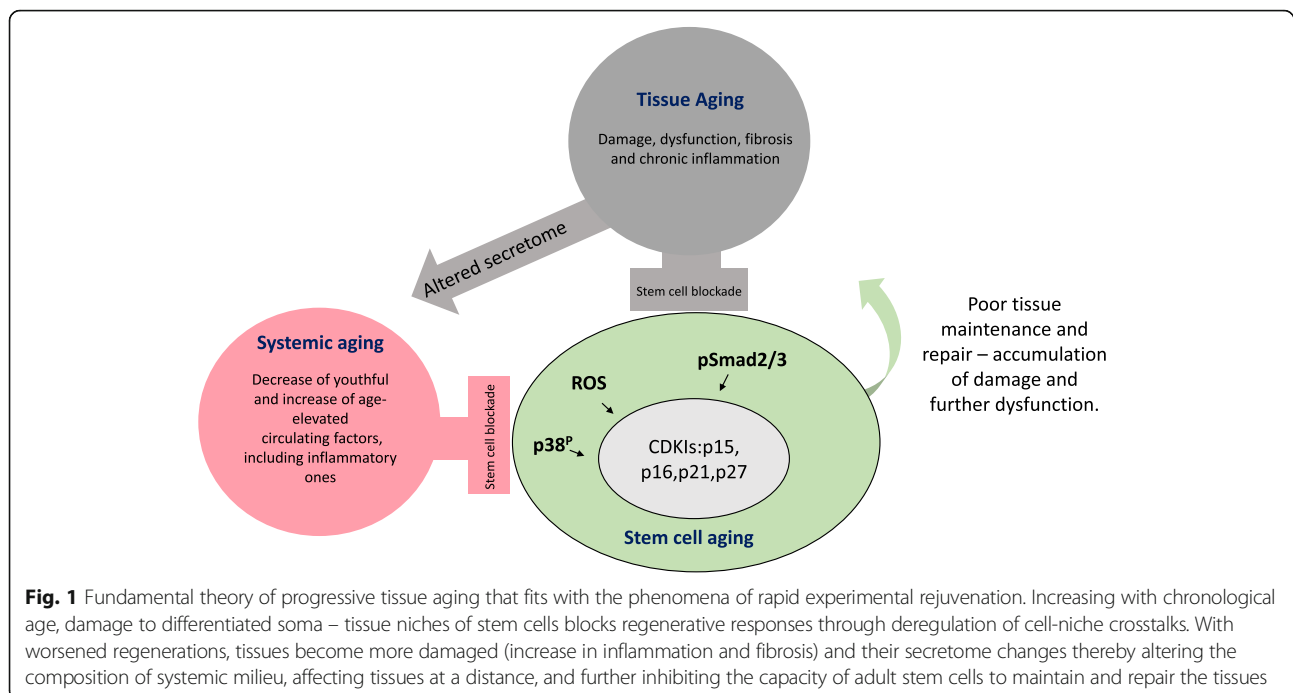 Tissue Aging
Damage, dysfunction, fibrosis
and chronic inflammation
Altered secretome
Stem cell blockade
Systemic aging
Decrease of youthful
and increase of age-
elevated
circulating factors,
including inflammatory
ones
Stem cell blockade
pSmad2/3
ROS
p38ᴾ
CDKIs:p15,
p16,p21,p27
Stem cell aging
Poor tissue
maintenance and
repair – accumulation
of damage and
further dysfunction.
Fig. 1 Fundamental theory of progressive tissue aging that fits with the phenomena of rapid experimental rejuvenation. Increasing with chronological
age, damage to differentiated soma – tissue niches of stem cells blocks regenerative responses through deregulation of cell-niche crosstalks. With
worsened regenerations, tissues become more damaged (increase in inflammation and fibrosis) and their secretome changes thereby altering the
composition of systemic milieu, affecting tissues at a distance, and further inhibiting the capacity of adult stem cells to maintain and repair the tissues